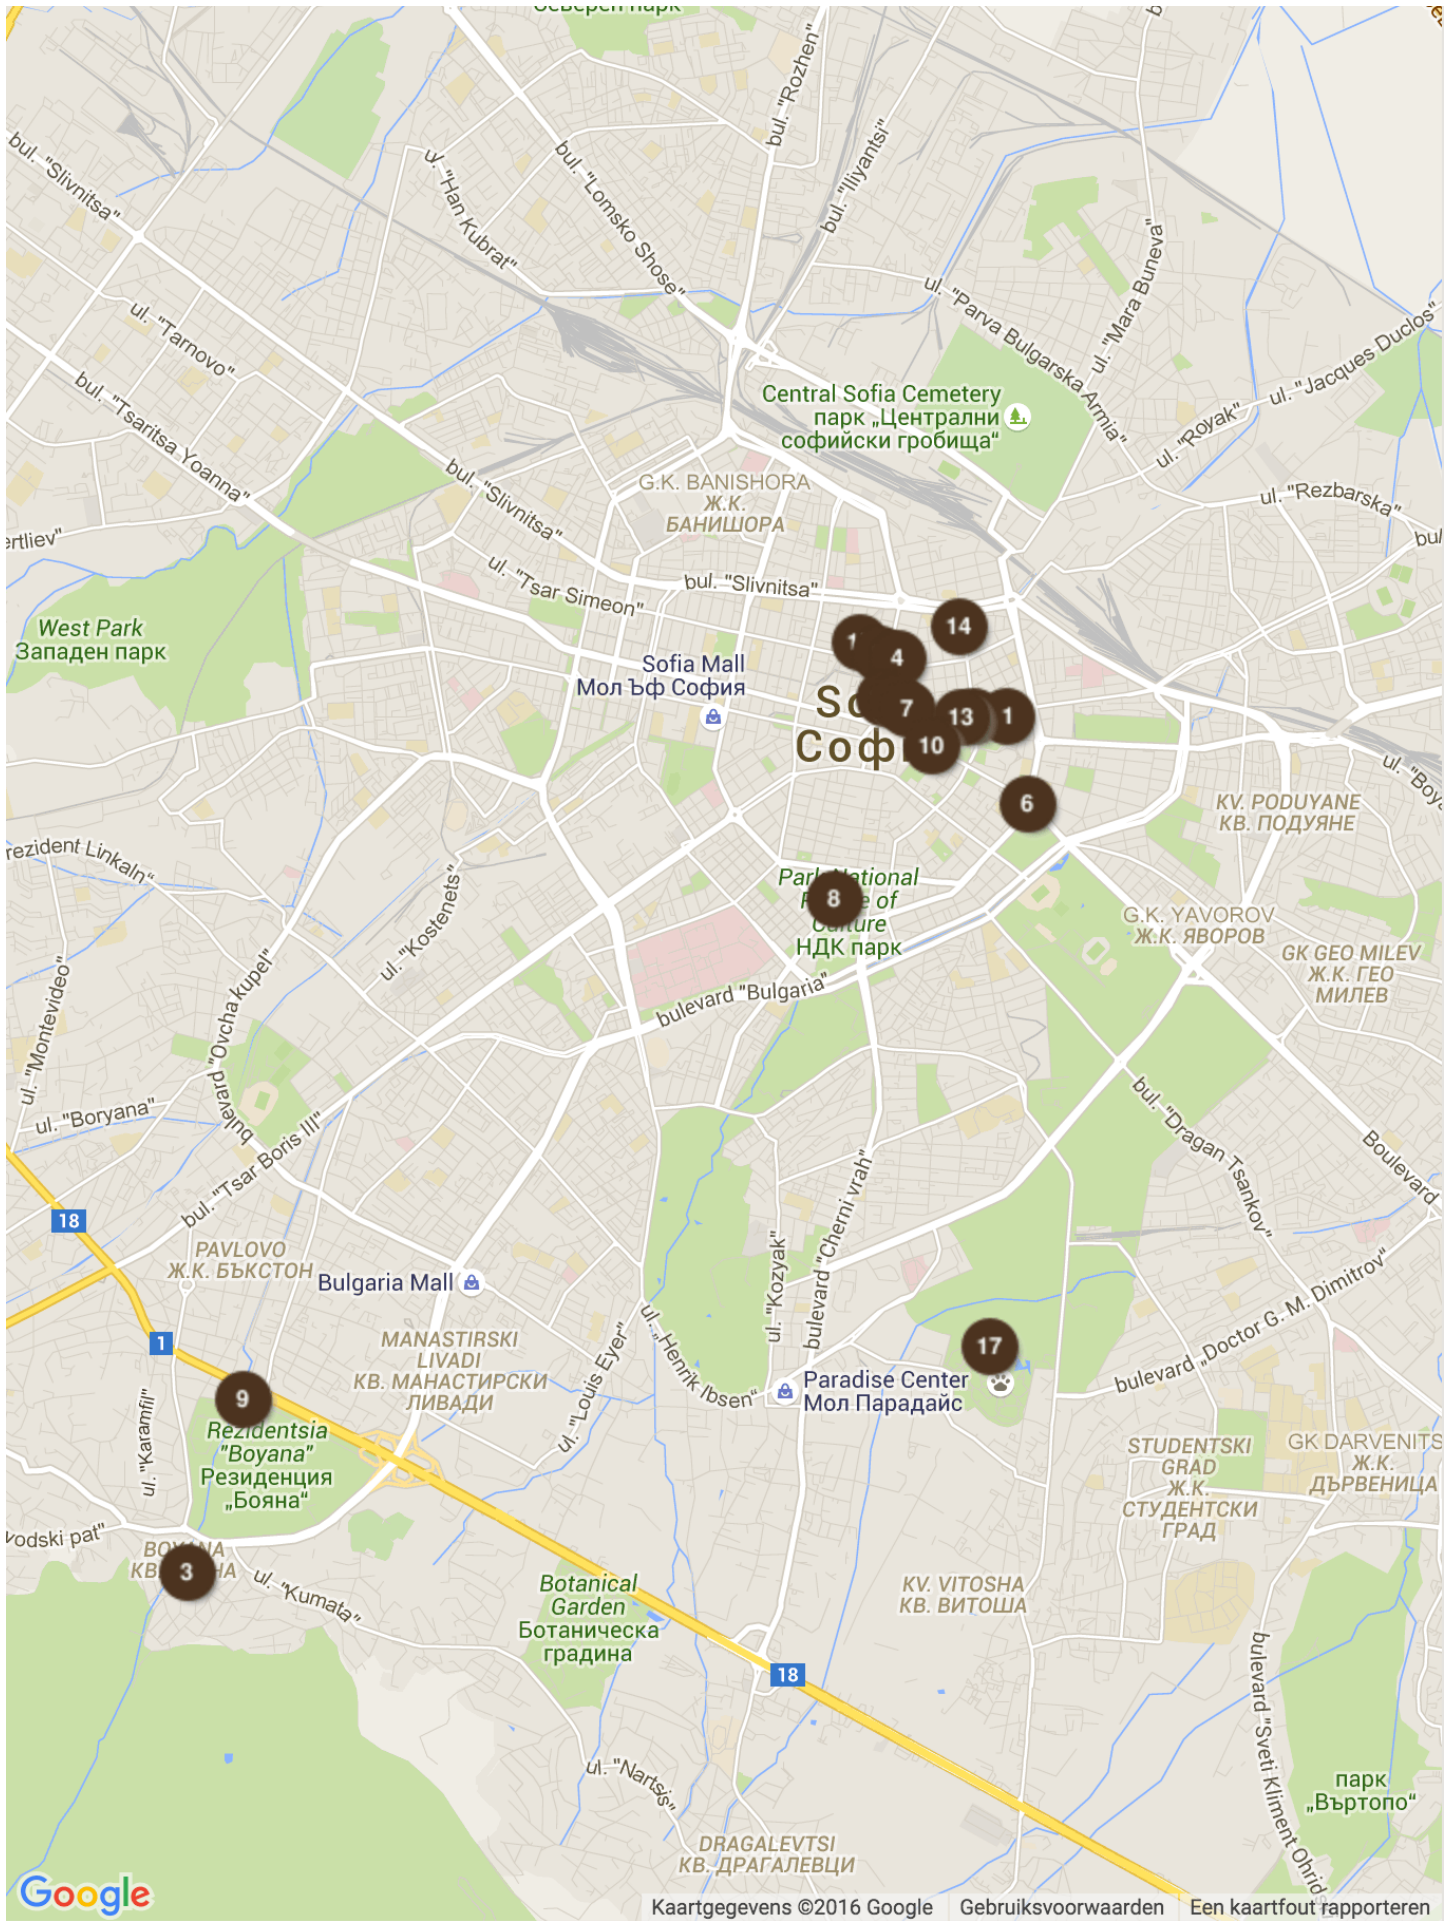 bul. "Rozhen"
bul. "Slivnitsa"
ul. "Han Kubrat"
bul. "Lomsko Shose"
bul. "Iliyantsi"
ul. "Tarnovo"
ul. "Parva Bulgarska Armia"
ul. "Mara Buneva"
bul. "Tsaritsa Yoanna"
ul. "Royak"
ul. "Jacques Duclos"
Central Sofia Cemetery
парк „Централни
софийски гробища“
bul. "Slivnitsa"
G.K. BANISHORA
Ж.К.
БАНИШОРА
ul. "Rezbarska"
ertliev"
bul
ul. "Tsar Simeon"
bul. "Slivnitsa"
West Park
Западен парк
14
4
Sofia Mall
Мол Ъф София
7
13
1
Соф
10
ul. "Boya
6
KV. PODUYANE
КВ. ПОДУЯНЕ
rezident Linkaln“
ul. "Kostenets"
8
НДК парк
G.K. YAVOROV
Ж.К. ЯВОРОВ
GK GEO MILEV
Ж.К. ГЕО
МИЛЕВ
ul. "Montevideo"
bulevard "Ovcha kupel"
bulevard "Bulgaria"
ul. "Boryana"
bul. "Tsar Boris III"
bul. "Dragan Tsankov"
Boulevard
18
PAVLOVO
Ж.К. БЪКСТОН
Bulgaria Mall
ul. "Kozyak"
bulevard "Cherni vrah"
bulevard „Doctor G. M. Dimitrov“
1
MANASTIRSKI
LIVADI
КВ. МАНАСТИРСКИ
ЛИВАДИ
ul. "Louis Eyer"
ul. „Henrik Ibsen“
17
Paradise Center
Мол Парадайс
9
ul. "Karamfil"
Rezidentsia
"Boyana"
Резиденция
„Бояна“
STUDENTSKI
GRAD
Ж.К.
СТУДЕНТСКИ
ГРАД
GK DARVENITS
Ж.К.
ДЪРВЕНИЦА
vodski pat"
3
ul. "Kumata"
Botanical
Garden
Ботаническа
градина
KV. VITOSHA
КВ. ВИТОША
18
bulevard "Sveti Kliment Ohrids
ul. "Nartsis"
парк
„Въртопо“
DRAGALEVTSI
КВ. ДРАГАЛЕВЦИ
Google
Kaartgegevens ©2016 Google
Gebruiksvoorwaarden
Een kaartfout rapporteren